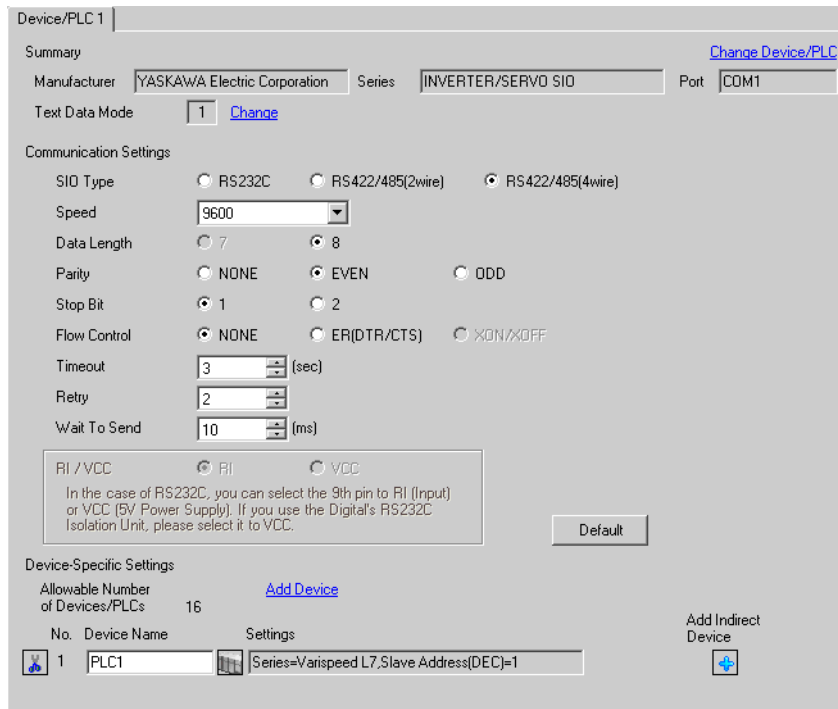 Device/PLC 1
Summary
Change Device/PLC
Manufacturer YASKAWA Electric Corporation Series INVERTER/SERVO SIO Port COM1
Text Data Mode 1 Change
Communication Settings
SIO Type RS232C RS422/485(2wire) RS422/485(4wire)
Speed 9600
Data Length 7 8
Parity NONE EVEN ODD
Stop Bit 1 2
Flow Control NONE ER(DTR/CTS) XON/XOFF
Timeout 3 (sec)
Retry 2
Wait To Send 10 (ms)
RI / VCC RI VCC
In the case of RS232C, you can select the 9th pin to RI (Input)
or VCC (5V Power Supply). If you use the Digital's RS232C
Isolation Unit, please select it to VCC.
Default
Device-Specific Settings
Allowable Number Add Device
of Devices/PLCs 16
Add Indirect
No. Device Name Settings Device
1 PLC1 Series=Varispeed L7,Slave Address(DEC)=1